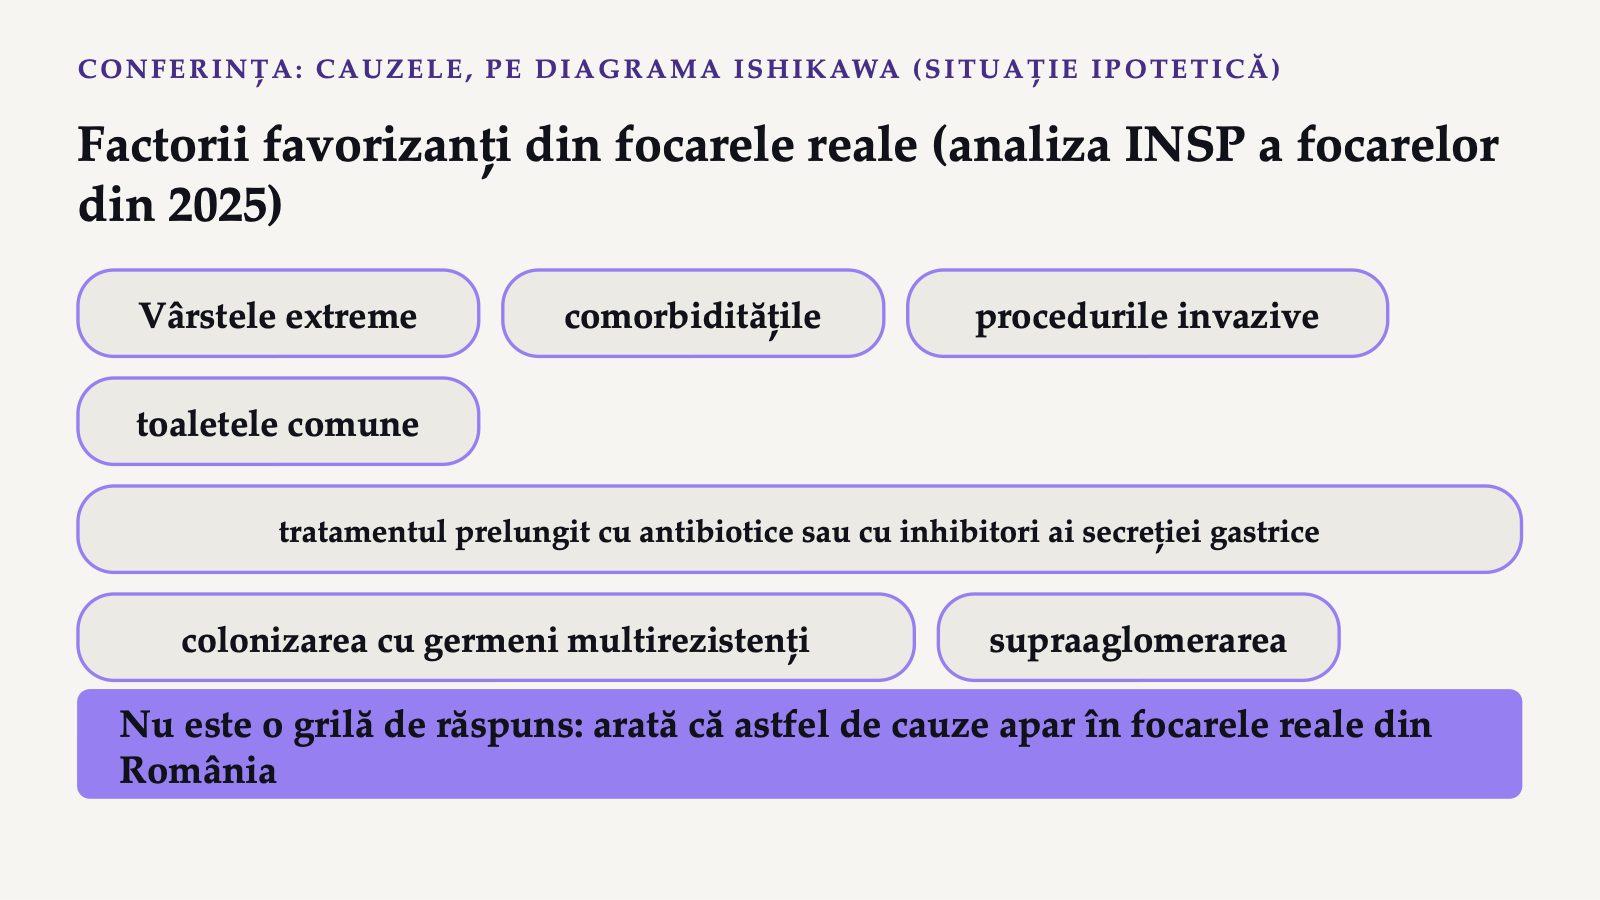 CONFERINȚA: CAUZELE, PE DIAGRAMA ISHIKAWA (SITUAȚIE IPOTETICĂ)
Factorii favorizanți din focarele reale (analiza INSP a focarelor
din 2025)
Vârstele extreme
comorbiditățile
procedurile invazive
toaletele comune
tratamentul prelungit cu antibiotice sau cu inhibitori ai secreției gastrice
colonizarea cu germeni multirezistenți
supraaglomerarea
Nu este o grilă de răspuns: arată că astfel de cauze apar în focarele reale din
România